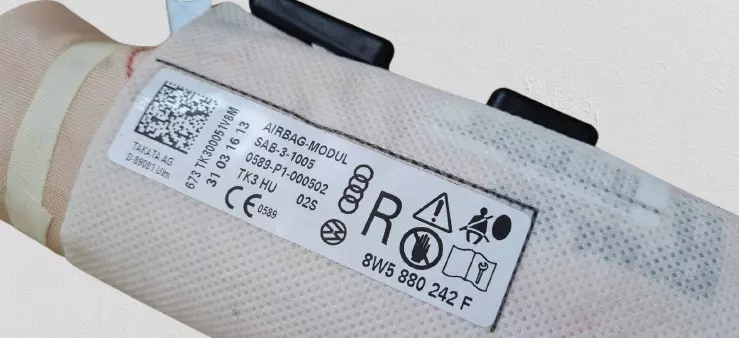 TAKATA AG
D-89081 Ulm
673 TK300051V8M
31 03 16 13
CE 0589
AIRBAG-MODUL
SAB-3-1005
0589-P1-000502
TK3 HU 02S
R
8W5 880 242 F